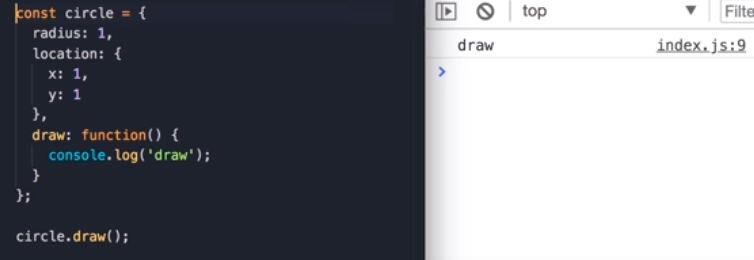 const circle = {
  radius: 1,
  location: {
    x: 1,
    y: 1
  },
  draw: function() {
    console.log('draw');
  }
};

circle.draw();
top
Filte
draw index.js:9
>